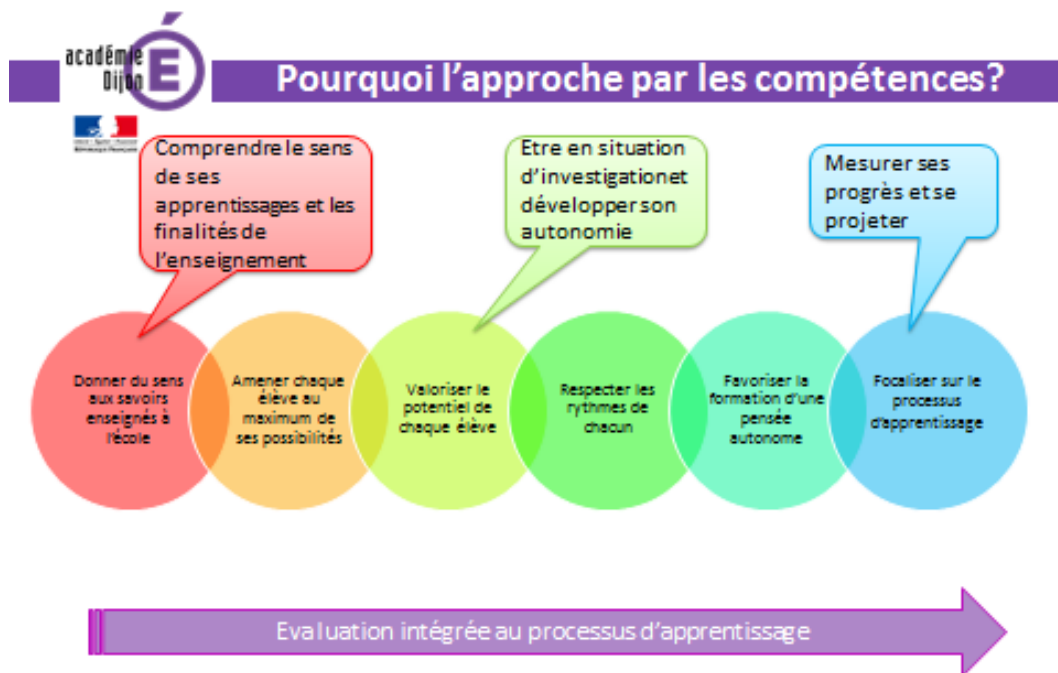 académie
Dijon
É
Pourquoi l'approche par les compétences?
Comprendre le sens
de ses
apprentissages et les
finalités de
l'enseignement
Etre en situation
d'investigationet
développer son
autonomie
Mesurer ses
progrès et se
projeter
Donner du sens
aux savoirs
enseignés à
l'école
Amener chaque
élève au
maximum de
ses possibilités
Valoriser le
potentiel de
chaque élève
Respecter les
rythmes de
chacun
Favoriser la
formation d'une
pensée
autonome
Focaliser sur le
processus
d'apprentissage
Evaluation intégrée au processus d'apprentissage